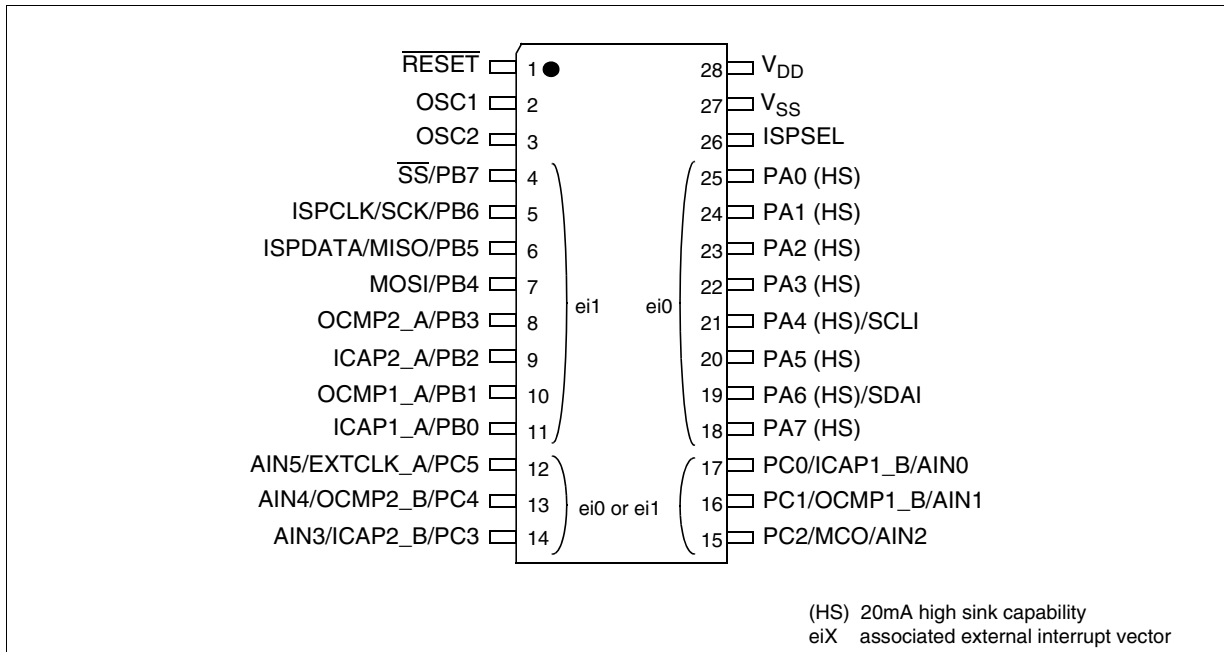 RESET 1 28 VDD
OSC1 2 27 VSS
OSC2 3 26 ISPSEL
SS/PB7 4 25 PA0 (HS)
ISPCLK/SCK/PB6 5 24 PA1 (HS)
ISPDATA/MISO/PB5 6 23 PA2 (HS)
MOSI/PB4 7 22 PA3 (HS)
ei1 ei0
OCMP2_A/PB3 8 21 PA4 (HS)/SCLI
ICAP2_A/PB2 9 20 PA5 (HS)
OCMP1_A/PB1 10 19 PA6 (HS)/SDAI
ICAP1_A/PB0 11 18 PA7 (HS)
AIN5/EXTCLK_A/PC5 12 17 PC0/ICAP1_B/AIN0
AIN4/OCMP2_B/PC4 13 ei0 or ei1 16 PC1/OCMP1_B/AIN1
AIN3/ICAP2_B/PC3 14 15 PC2/MCO/AIN2
(HS) 20mA high sink capability
eiX associated external interrupt vector